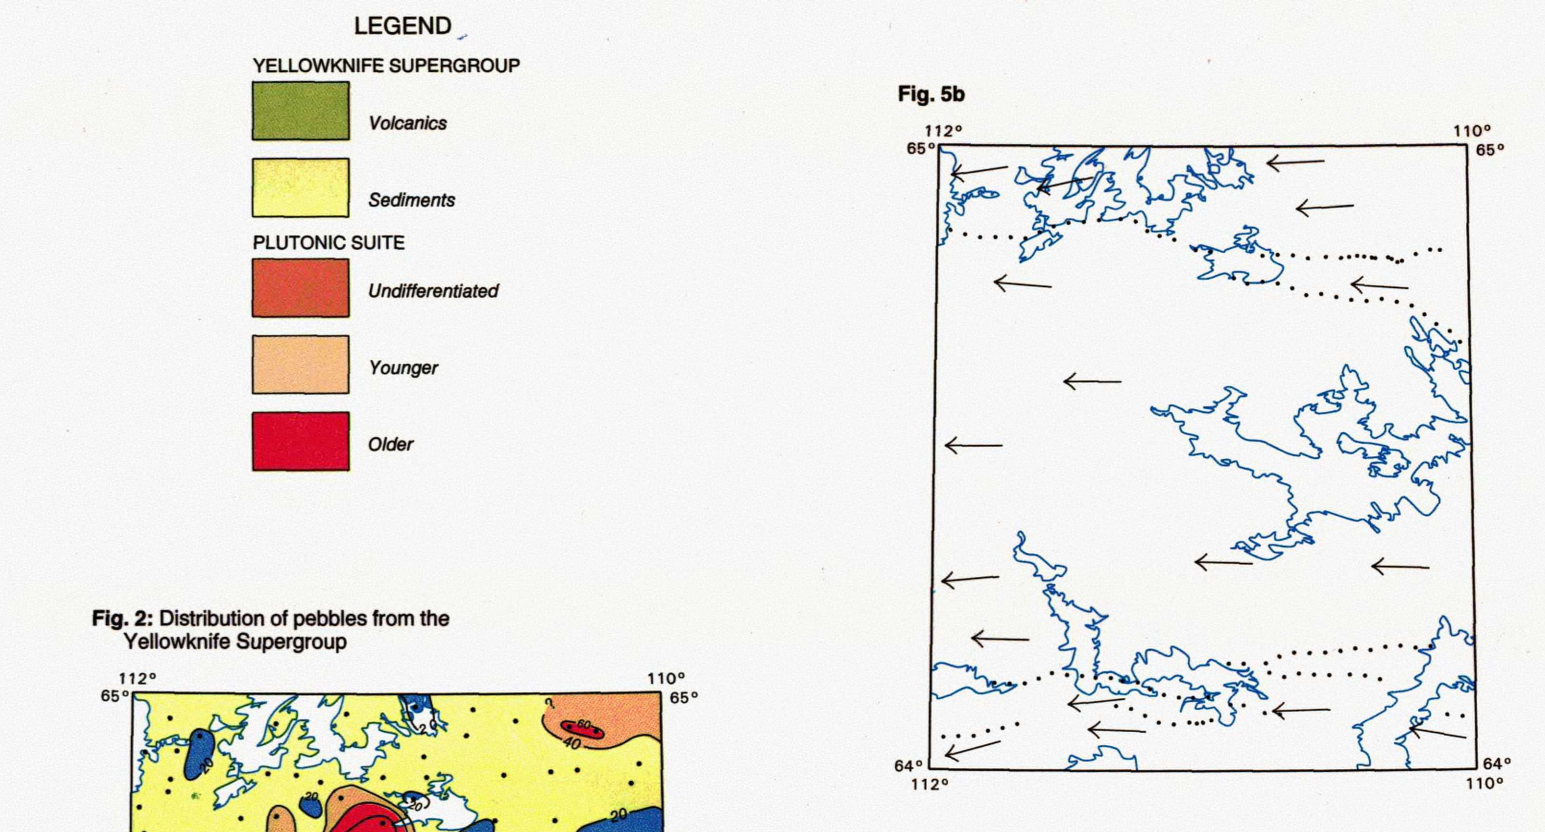 LEGEND
YELLOWKNIFE SUPERGROUP
Volcanics
Sediments
PLUTONIC SUITE
Undifferentiated
Younger
Older
Fig. 2: Distribution of pebbles from the
Yellowknife Supergroup
112° 110°
65° 65°
?
60
40
20
20
20
20
20
Fig. 5b
112° 110°
65° 65°
64° 64°
112° 110°